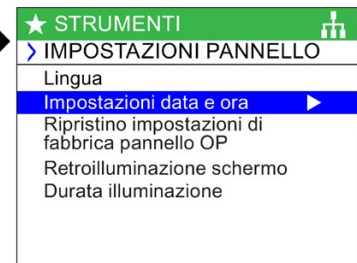 STRUMENTI
IMPOSTAZIONI PANNELLO
Lingua
Impostazioni data e ora
Ripristino impostazioni di
fabbrica pannello OP
Retroilluminazione schermo
Durata illuminazione